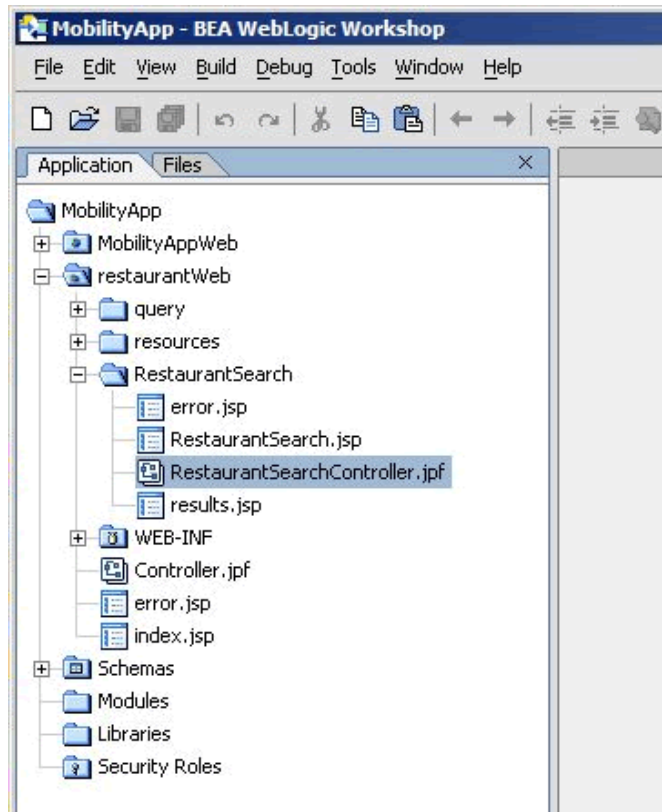 MobilityApp - BEA WebLogic Workshop
File Edit View Build Debug Tools Window Help
Application Files
MobilityApp
MobilityAppWeb
restaurantWeb
query
resources
RestaurantSearch
error.jsp
RestaurantSearch.jsp
RestaurantSearchController.jpf
results.jsp
WEB-INF
Controller.jpf
error.jsp
index.jsp
Schemas
Modules
Libraries
Security Roles